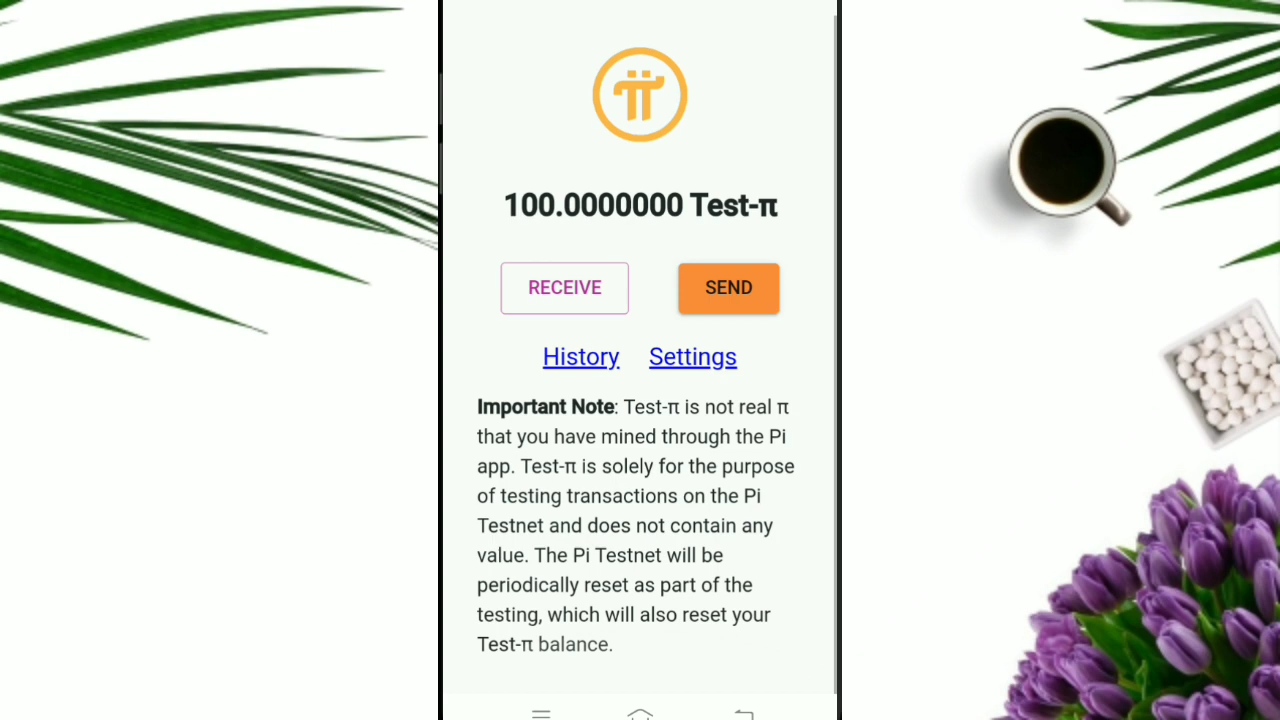 100.0000000 Test-π
RECEIVE
SEND
History Settings
Important Note: Test-π is not real π
that you have mined through the Pi
app. Test-π is solely for the purpose
of testing transactions on the Pi
Testnet and does not contain any
value. The Pi Testnet will be
periodically reset as part of the
testing, which will also reset your
Test-π balance.